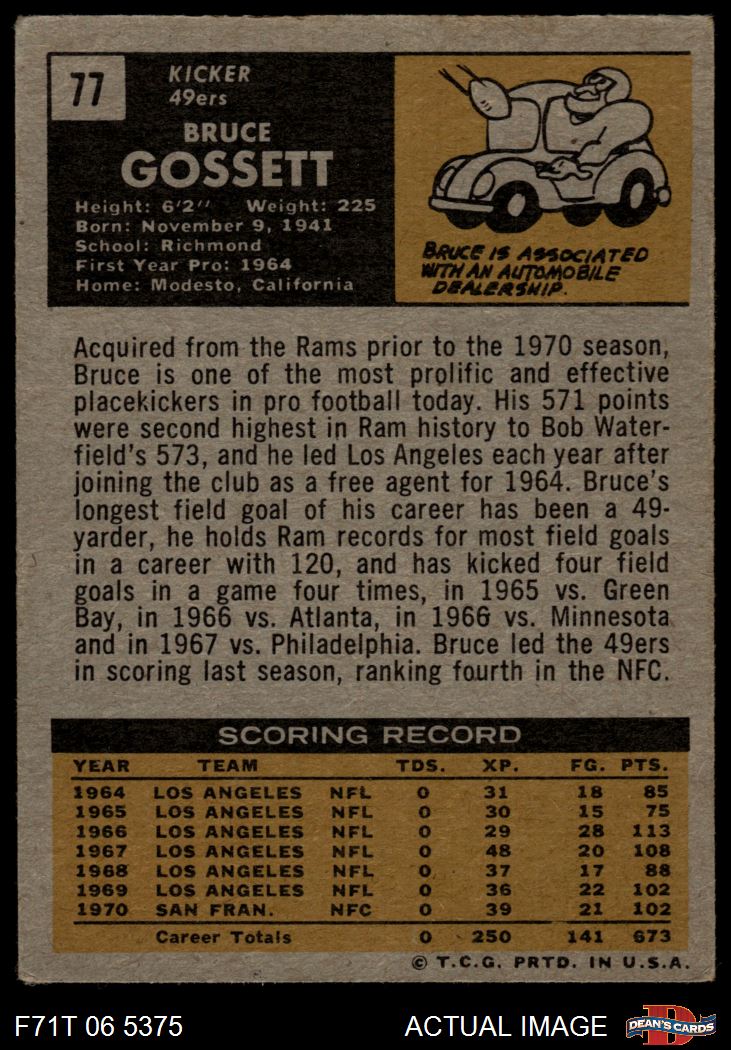 77
KICKER
49ers
BRUCE
GOSSETT
Height: 6'2" Weight: 225
Born: November 9, 1941
School: Richmond
First Year Pro: 1964
Home: Modesto, California
BRUCE IS ASSOCIATED
WITH AN AUTOMOBILE
DEALERSHIP.
Acquired from the Rams prior to the 1970 season,
Bruce is one of the most prolific and effective
placekickers in pro football today. His 571 points
were second highest in Ram history to Bob Water-
field's 573, and he led Los Angeles each year after
joining the club as a free agent for 1964. Bruce's
longest field goal of his career has been a 49-
yarder, he holds Ram records for most field goals
in a career with 120, and has kicked four field
goals in a game four times, in 1965 vs. Green
Bay, in 1966 vs. Atlanta, in 1966 vs. Minnesota
and in 1967 vs. Philadelphia. Bruce led the 49ers
in scoring last season, ranking fourth in the NFC.
SCORING RECORD
YEAR TEAM TDS. XP. FG. PTS.
1964 LOS ANGELES NFL 0 31 18 85
1965 LOS ANGELES NFL 0 30 15 75
1966 LOS ANGELES NFL 0 29 28 113
1967 LOS ANGELES NFL 0 48 20 108
1968 LOS ANGELES NFL 0 37 17 88
1969 LOS ANGELES NFL 0 36 22 102
1970 SAN FRAN. NFC 0 39 21 102
Career Totals 0 250 141 673
© T.C.G. PRTD. IN U.S.A.
F71T 06 5375 ACTUAL IMAGE D DEAN'S CARDS